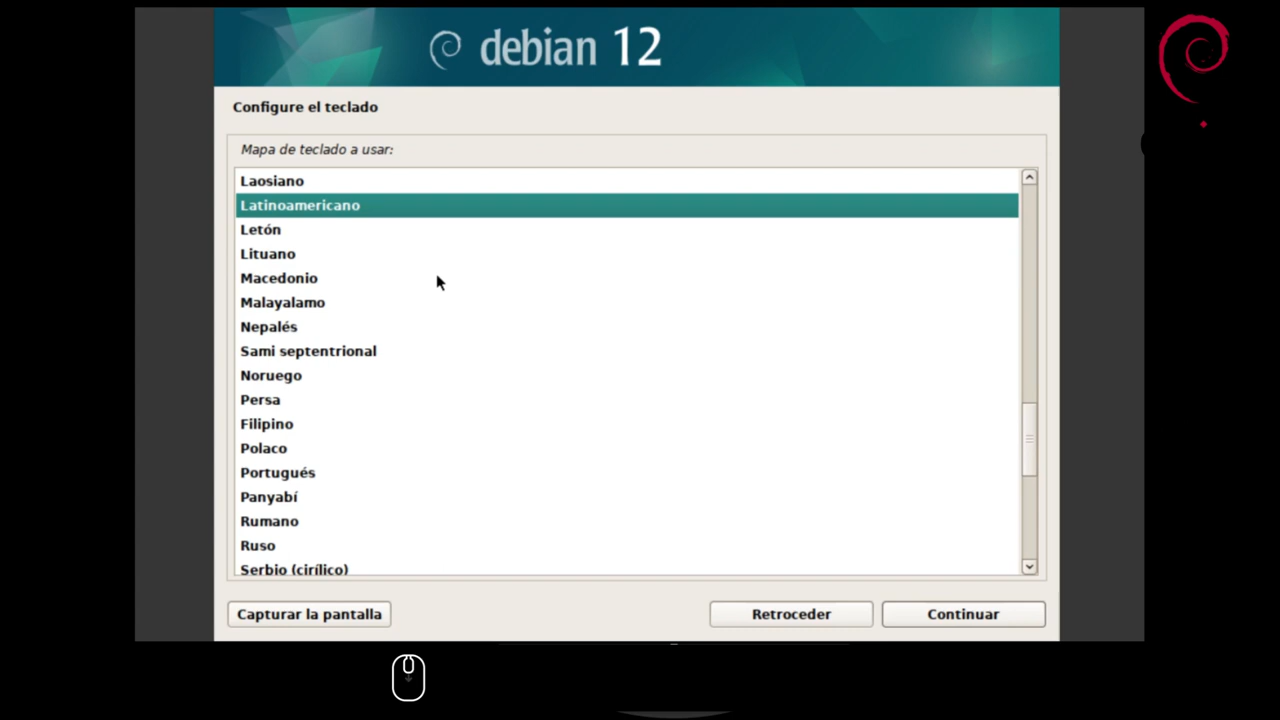 debian 12
Configure el teclado
Mapa de teclado a usar:
Laosiano
Latinoamericano
Letón
Lituano
Macedonio
Malayalamo
Nepalés
Sami septentrional
Noruego
Persa
Filipino
Polaco
Portugués
Panyabí
Rumano
Ruso
Serbio (cirílico)
Capturar la pantalla
Retroceder
Continuar